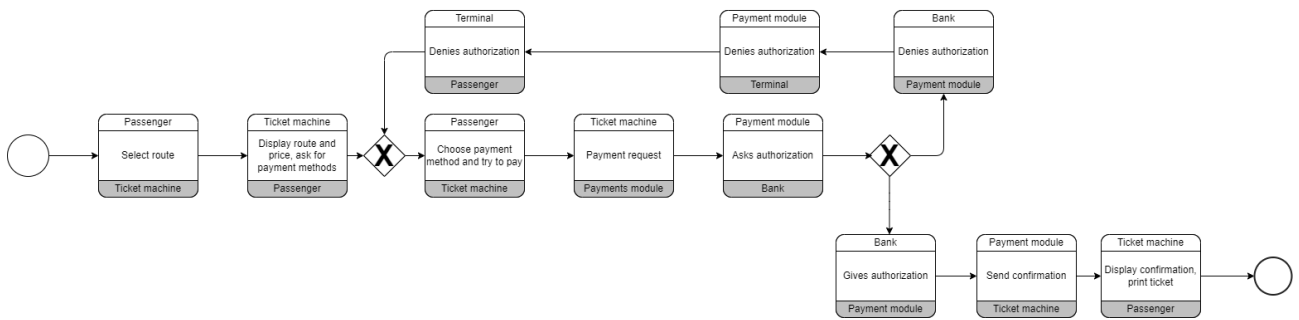 Terminal
Denies authorization
Passenger
Payment module
Denies authorization
Terminal
Bank
Denies authorization
Payment module
Passenger
Select route
Ticket machine
Ticket machine
Display route and
price, ask for
payment methods
Passenger
X
Passenger
Choose payment
method and try to pay
Ticket machine
Ticket machine
Payment request
Payments module
Payment module
Asks authorization
Bank
X
Bank
Gives authorization
Payment module
Payment module
Send confirmation
Ticket machine
Ticket machine
Display confirmation,
print ticket
Passenger